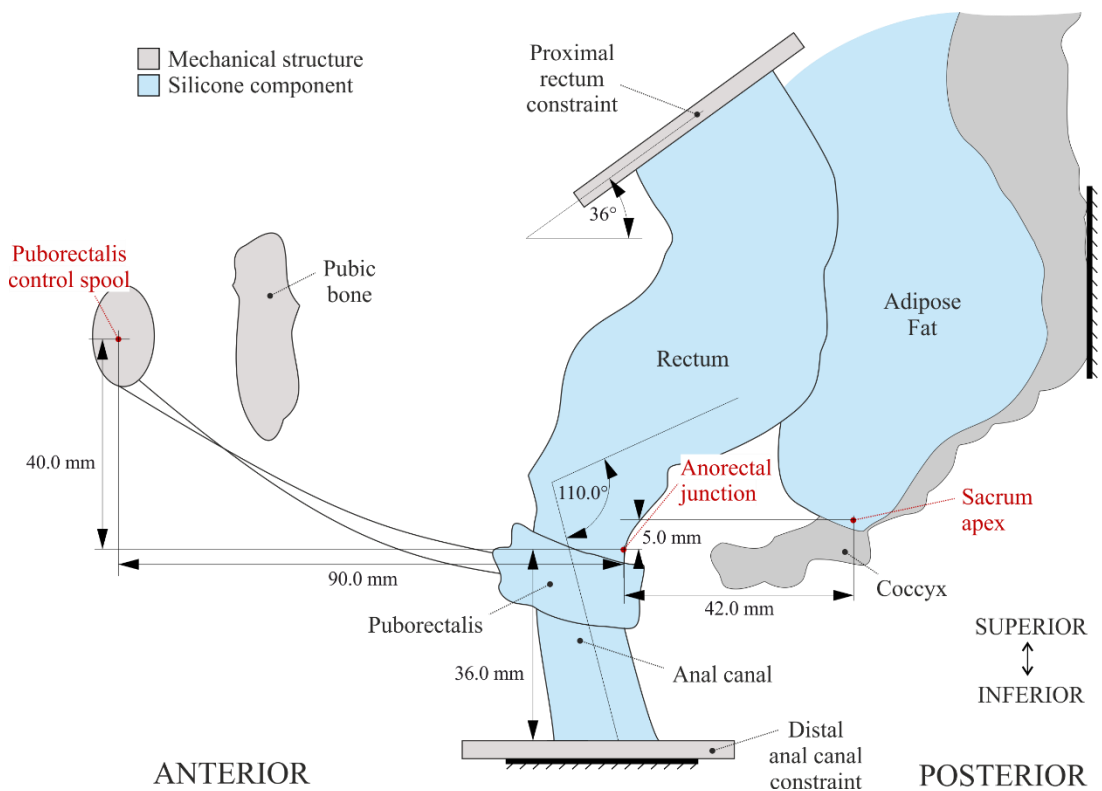 Mechanical structure
Silicone component
Proximal
rectum
constraint
36°
Puborectalis
control spool
Pubic
bone
Adipose
Fat
Rectum
40.0 mm
110.0°
Anorectal
junction
Sacrum
apex
5.0 mm
90.0 mm
42.0 mm
Coccyx
Puborectalis
SUPERIOR
INFERIOR
36.0 mm
Anal canal
Distal
anal canal
constraint
ANTERIOR
POSTERIOR